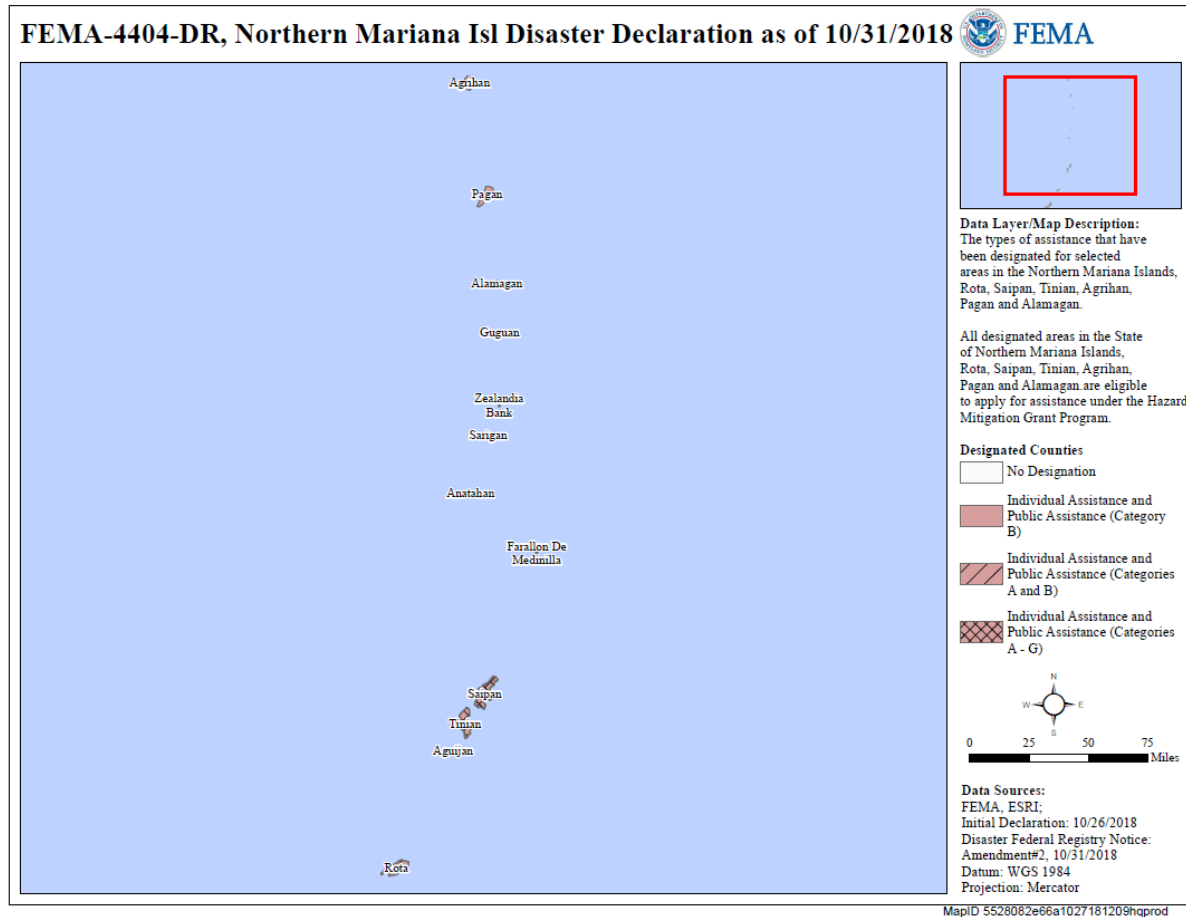 FEMA-4404-DR, Northern Mariana Isl Disaster Declaration as of 10/31/2018
FEMA
Agrihan
Pagan
Alamagan
Guguan
Zealandia
Bank
Sarigan
Anatahan
Farallon De
Medinilla
Saipan
Tinian
Aguijan
Rota
Data Layer/Map Description:
The types of assistance that have
been designated for selected
areas in the Northern Mariana Islands,
Rota, Saipan, Tinian, Agrihan,
Pagan and Alamagan.
All designated areas in the State
of Northern Mariana Islands,
Rota, Saipan, Tinian, Agrihan,
Pagan and Alamagan.are eligible
to apply for assistance under the Hazard
Mitigation Grant Program.
Designated Counties
No Designation
Individual Assistance and
Public Assistance (Category
B)
Individual Assistance and
Public Assistance (Categories
A and B)
Individual Assistance and
Public Assistance (Categories
A - G)
N
W E
S
0 25 50 75
Miles
Data Sources:
FEMA, ESRI;
Initial Declaration: 10/26/2018
Disaster Federal Registry Notice:
Amendment#2, 10/31/2018
Datum: WGS 1984
Projection: Mercator
MapID 5528082e66a1027181209hqprod